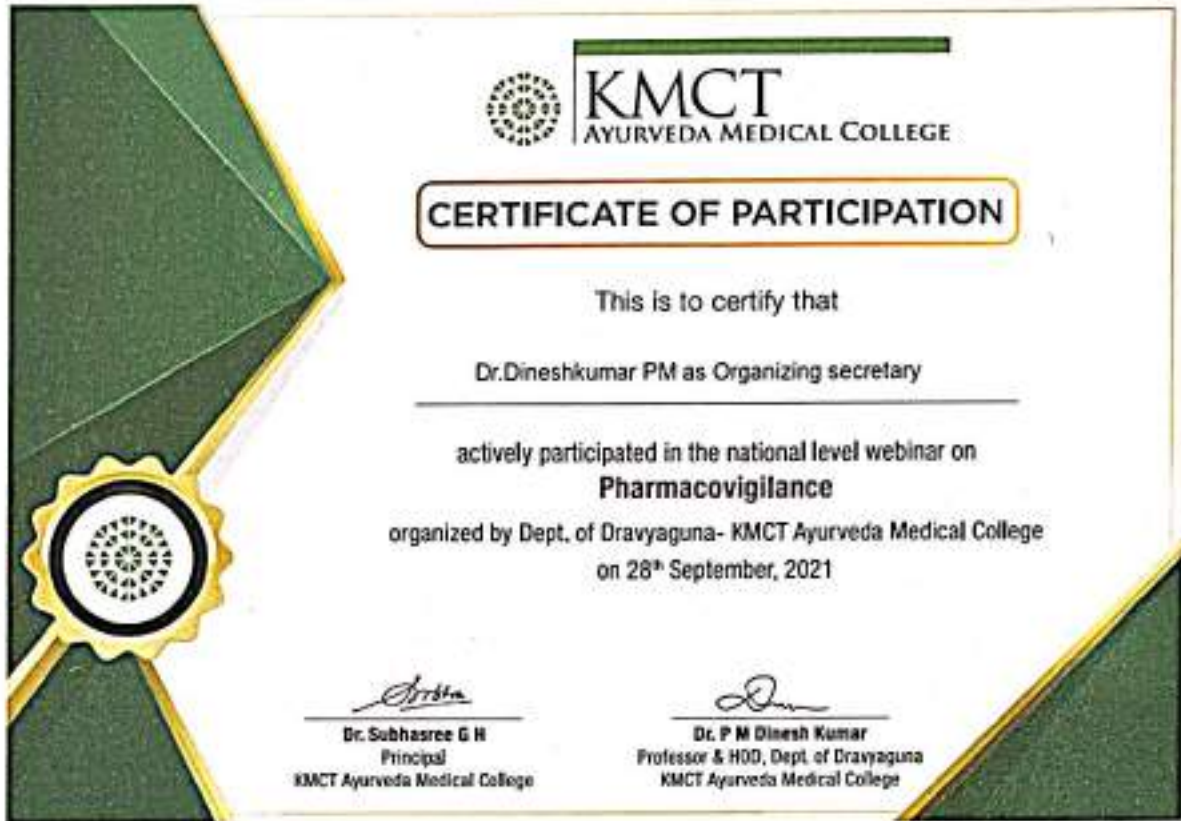 KMCT
AYURVEDA MEDICAL COLLEGE
CERTIFICATE OF PARTICIPATION
This is to certify that
Dr.Dineshkumar PM as Organizing secretary
actively participated in the national level webinar on
Pharmacovigilance
organized by Dept. of Dravyaguna- KMCT Ayurveda Medical College
on 28th September, 2021
Dr. Subhasree G H
Principal
KMCT Ayurveda Medical College
Dr. P M Dinesh Kumar
Professor & HOD, Dept. of Dravyaguna
KMCT Ayurveda Medical College